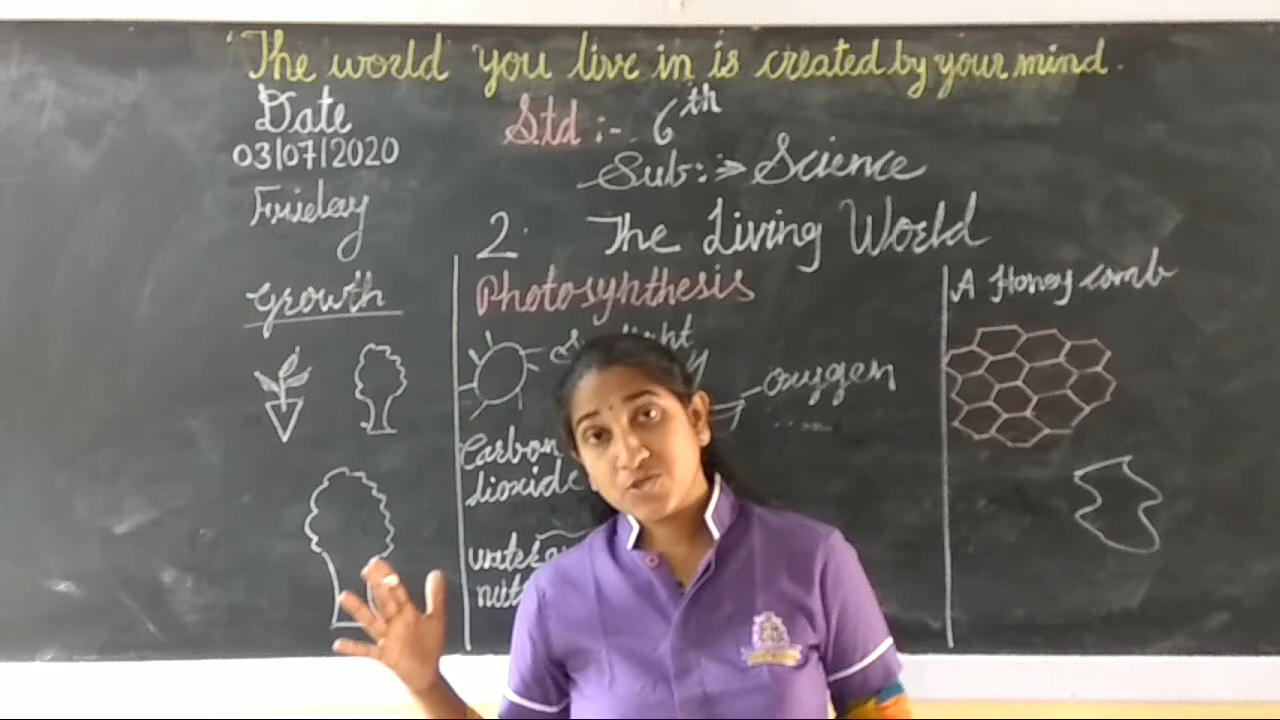 'The world you live in is created by your mind.
Date
03/07/2020
Friday
Std :- 6th
Sub:⇒ Science
2. The Living World
Growth
Photosynthesis
Carbon
dioxide
oxygen
A Honey comb